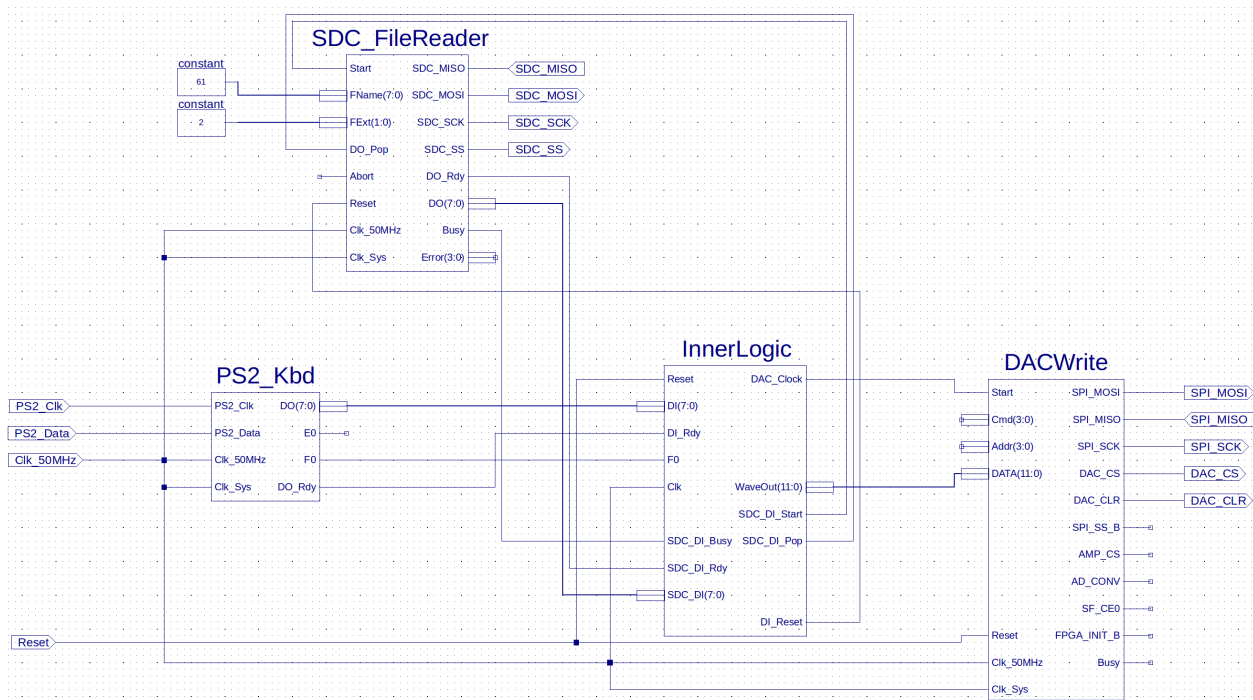 SDC_FileReader
constant
61
constant
2
Start
SDC_MISO
SDC_MISO
FName(7:0)
SDC_MOSI
SDC_MOSI
FExt(1:0)
SDC_SCK
SDC_SCK
DO_Pop
SDC_SS
SDC_SS
Abort
DO_Rdy
Reset
DO(7:0)
Clk_50MHz
Busy
Clk_Sys
Error(3:0)
PS2_Kbd
PS2_Clk
PS2_Clk
DO(7:0)
PS2_Data
PS2_Data
E0
Clk_50MHz
Clk_50MHz
F0
Clk_Sys
DO_Rdy
InnerLogic
Reset
DAC_Clock
DI(7:0)
DI_Rdy
F0
Clk
WaveOut(11:0)
SDC_DI_Start
SDC_DI_Busy
SDC_DI_Pop
SDC_DI_Rdy
SDC_DI(7:0)
DI_Reset
DACWrite
Start
SPI_MOSI
SPI_MOSI
Cmd(3:0)
SPI_MISO
SPI_MISO
Addr(3:0)
SPI_SCK
SPI_SCK
DATA(11:0)
DAC_CS
DAC_CS
DAC_CLR
DAC_CLR
SPI_SS_B
AMP_CS
AD_CONV
SF_CE0
Reset
Reset
FPGA_INIT_B
Clk_50MHz
Busy
Clk_Sys